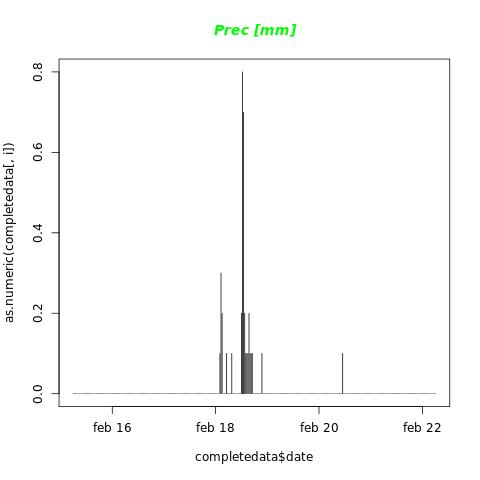 Prec [mm]
as.numeric(completedata[, i])
0.8
0.6
0.4
0.2
0.0
feb 16 feb 18 feb 20 feb 22
completedata$date